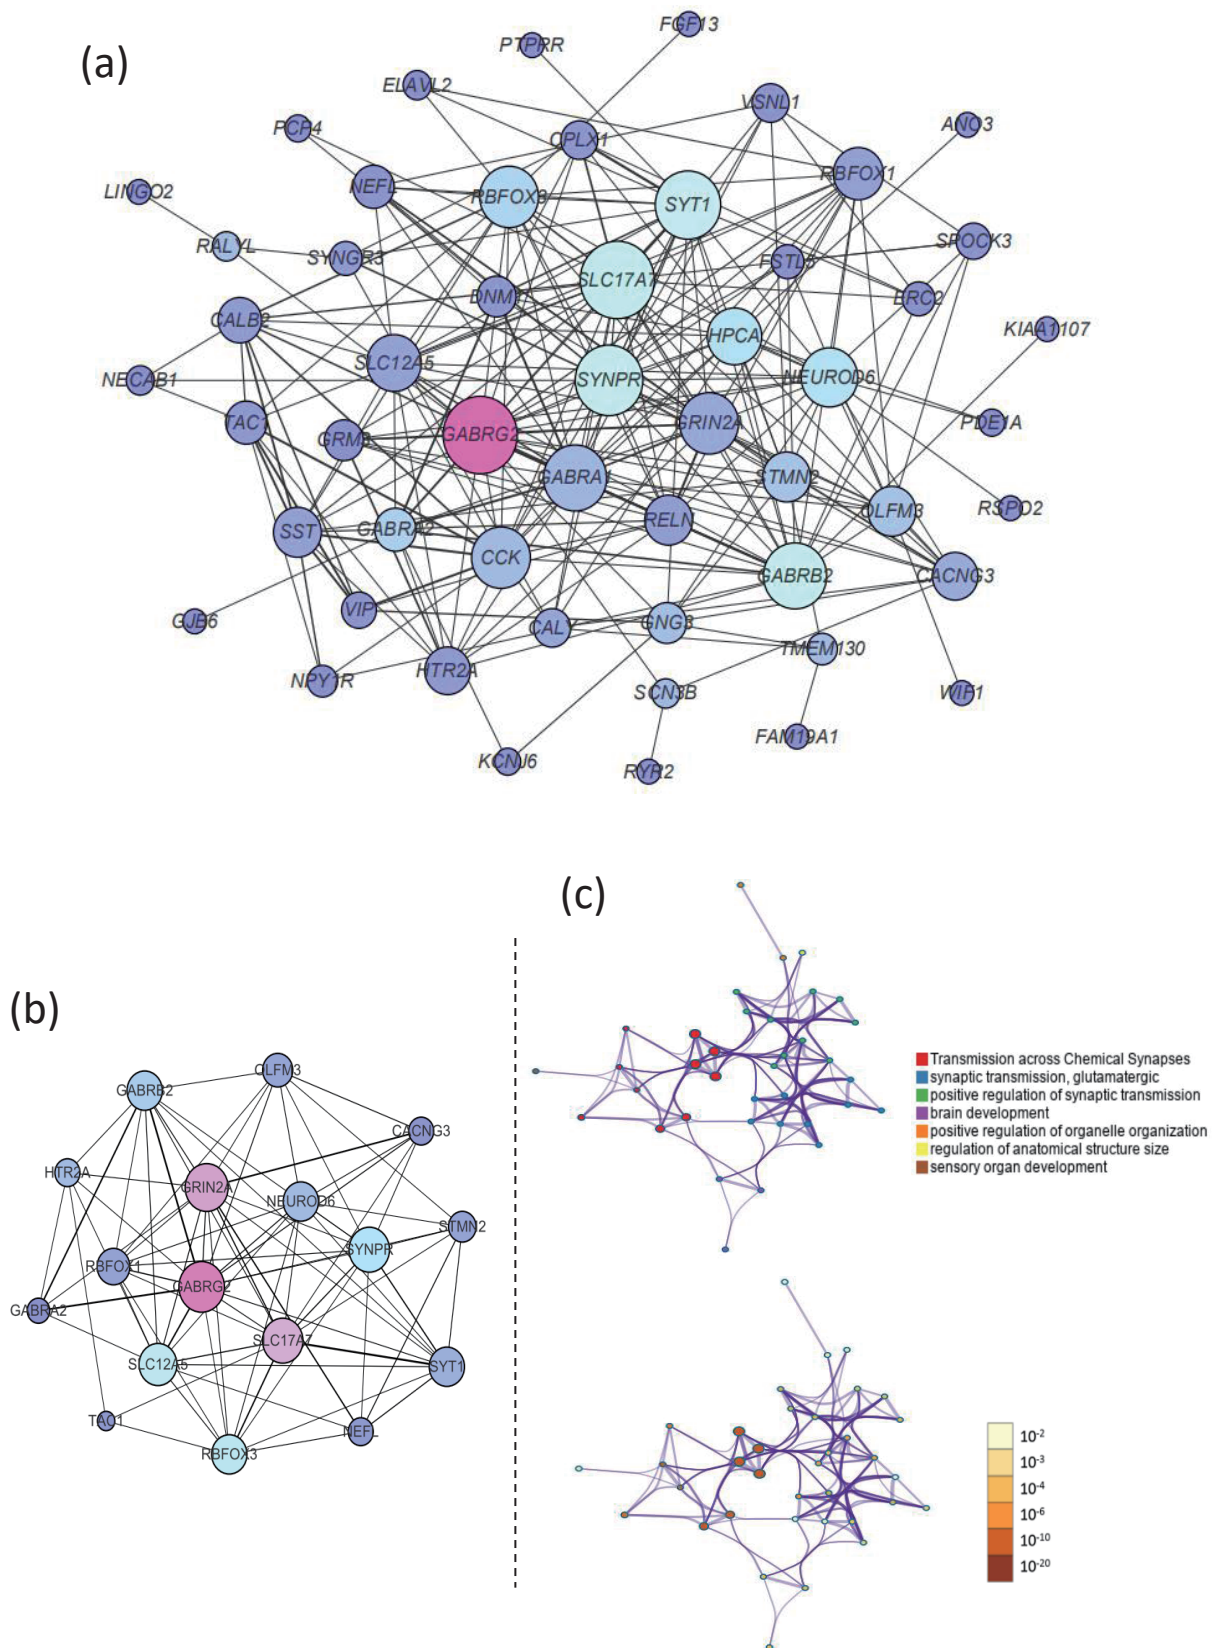 (a)
FGF13
PTPRR
ELAVL2
VSNL1
PCP4
CPLX1
ANO3
NEFL
RBFOX3
SYT1
RBFOX1
LINGO2
RALYL
SYNGR3
SPOCK3
FSTL5
SLC17A7
DNM1
ERC2
CALB2
HPCA
KIAA1107
SLC12A5
NECAB1
SYNPR
NEUROD6
TAC1
GRM3
GABRG2
GRIN2A
PDE1A
GABRA1
STMN2
RSPO2
SST
GABRA2
RELN
OLFM3
CCK
GABRB2
CACNG3
GJB6
VIP
CALY
GNG3
TMEM130
NPY1R
HTR2A
SCN3B
WIF1
FAM19A1
KCNJ6
RYR2
(b)
OLFM3
GABRB2
CACNG3
HTR2A
GRIN2A
NEUROD6
STMN2
SYNPR
RBFOX1
GABRG2
GABRA2
SLC17A7
SLC12A5
SYT1
TAC1
NEFL
RBFOX3
(c)
Transmission across Chemical Synapses
synaptic transmission, glutamatergic
positive regulation of synaptic transmission
brain development
positive regulation of organelle organization
regulation of anatomical structure size
sensory organ development
10-2
10-3
10-4
10-6
10-10
10-20